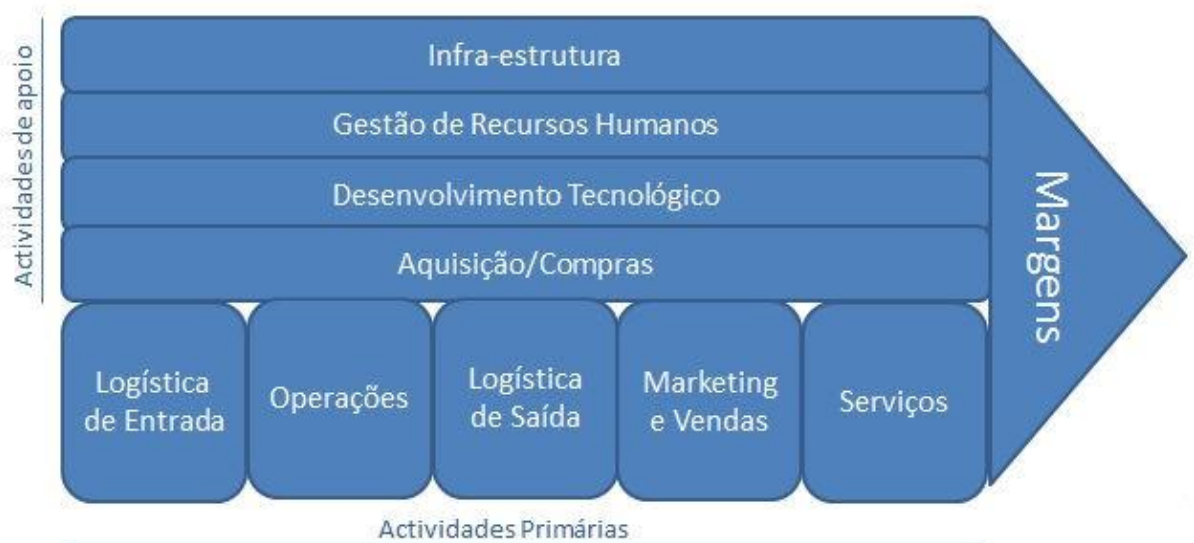 Actividades de apoio
Infra-estrutura
Gestão de Recursos Humanos
Desenvolvimento Tecnológico
Aquisição/Compras
Logística
de Entrada
Operações
Logística
de Saída
Marketing
e Vendas
Serviços
Margens
Actividades Primárias